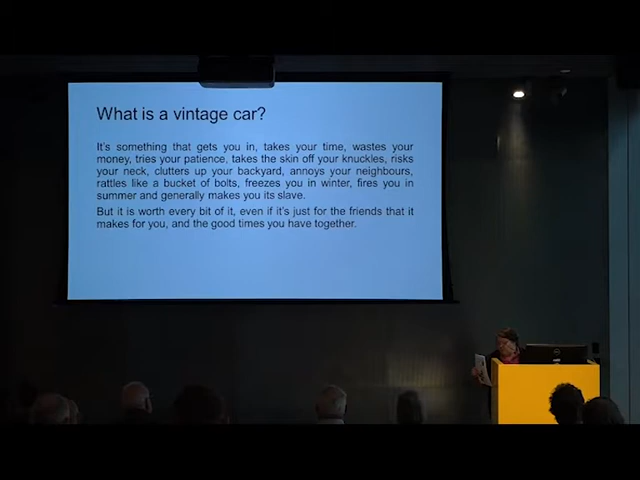 What is a vintage car?
It's something that gets you in, takes your time, wastes your
money, tries your patience, takes the skin off your knuckles, risks
your neck, clutters up your backyard, annoys your neighbours,
rattles like a bucket of bolts, freezes you in winter, fires you in
summer and generally makes you its slave.
But it is worth every bit of it, even if it's just for the friends that it
makes for you, and the good times you have together.